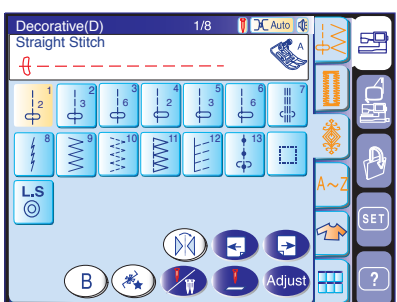 Decorative(D) 1/8 Auto
Straight Stitch A
1 2 3 4 5 6 7
2 3 6 2 3 6
8 9 10 11 12 13
L.S
A~Z
SET
B Adjust ?